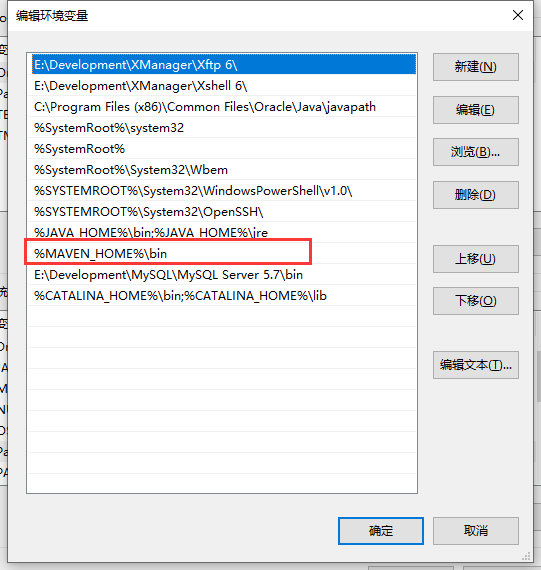 编辑环境变量
E:\Development\XManager\Xftp 6\
新建(N)
E:\Development\XManager\Xshell 6\
C:\Program Files (x86)\Common Files\Oracle\Java\javapath
编辑(E)
%SystemRoot%\system32
%SystemRoot%
浏览(B)...
%SystemRoot%\System32\Wbem
%SYSTEMROOT%\System32\WindowsPowerShell\v1.0\
删除(D)
%SYSTEMROOT%\System32\OpenSSH\
%JAVA_HOME%\bin;%JAVA_HOME%\jre
%MAVEN_HOME%\bin
上移(U)
E:\Development\MySQL\MySQL Server 5.7\bin
%CATALINA_HOME%\bin;%CATALINA_HOME%\lib
下移(O)
编辑文本(T)...
确定
取消